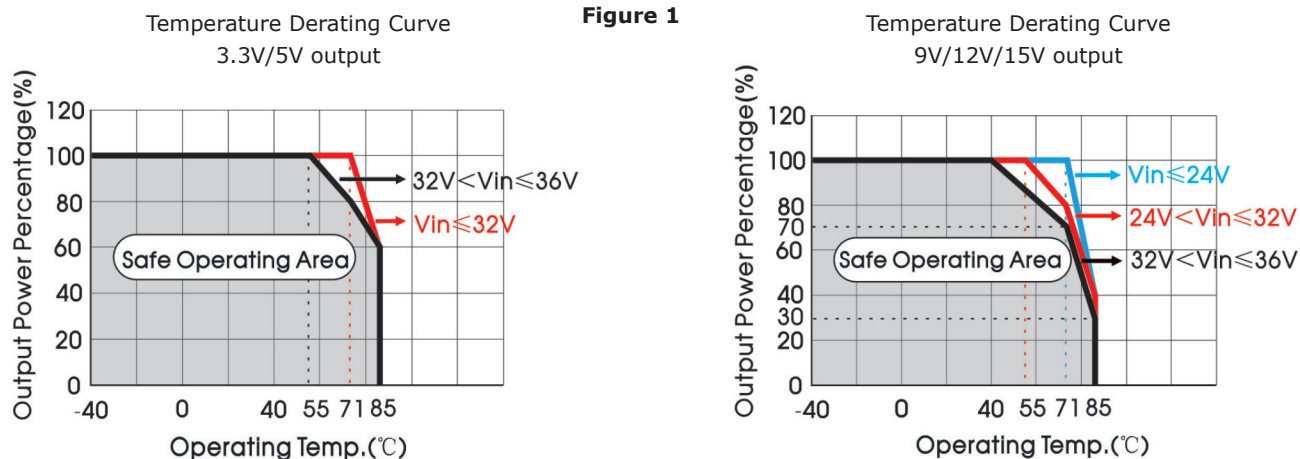 Figure 1
Temperature Derating Curve
3.3V/5V output
Output Power Percentage(%)
120
100
80
60
40
20
0
-40 0 40 55 71 85
Operating Temp.(℃)
32V<Vin≤36V
Vin≤32V
Safe Operating Area
Temperature Derating Curve
9V/12V/15V output
Output Power Percentage(%)
120
100
80
70
60
40
30
20
0
-40 0 40 55 71 85
Operating Temp.(℃)
Vin≤24V
24V<Vin≤32V
32V<Vin≤36V
Safe Operating Area